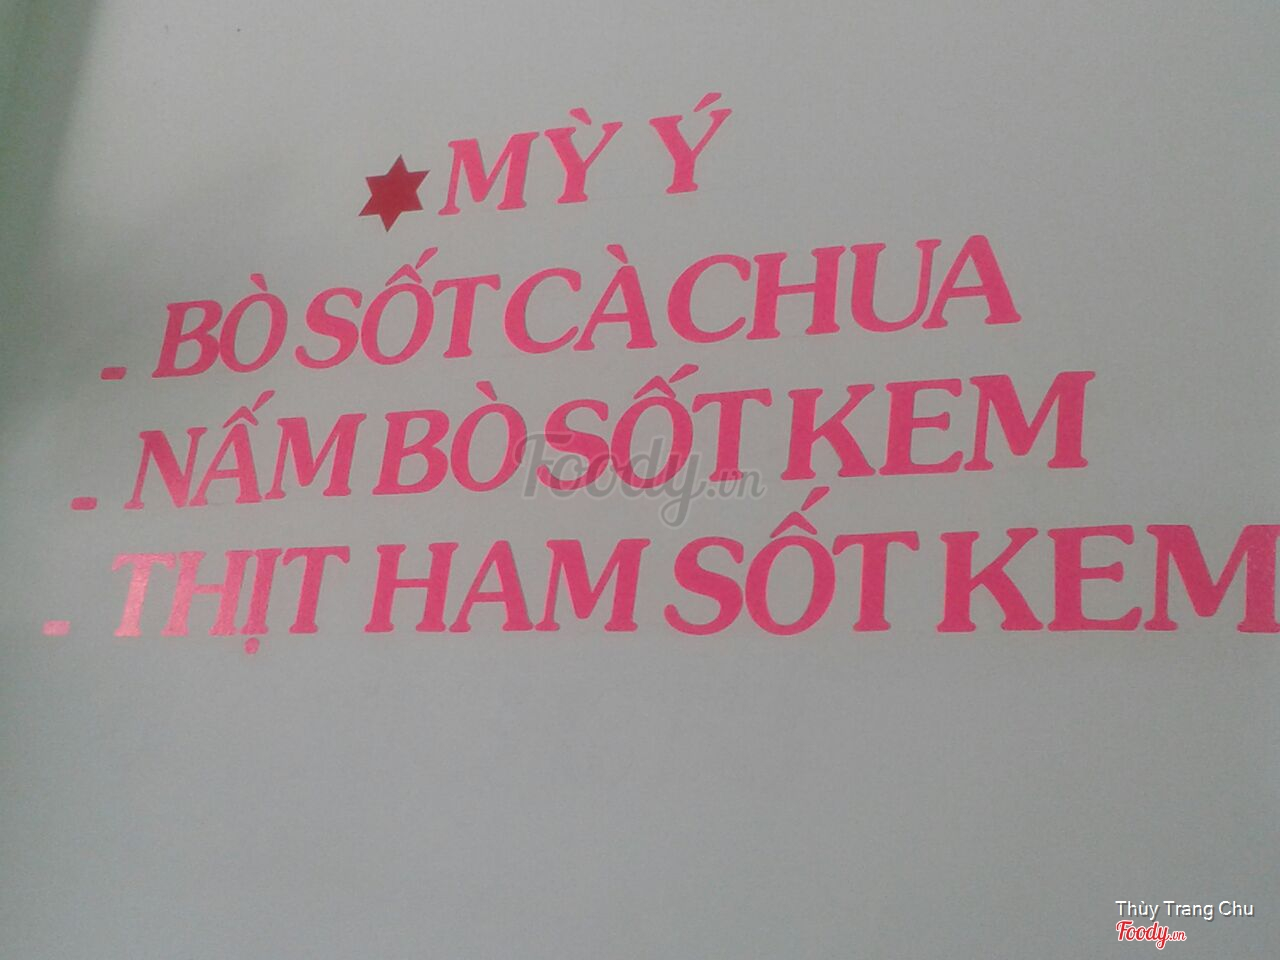 MỲ Ý
- BÒ SỐT CÀ CHUA
- NẤM BÒ SỐT KEM
- THỊT HAM SỐT KEM
Foody.vn
Thùy Trang Chu
Foody.vn